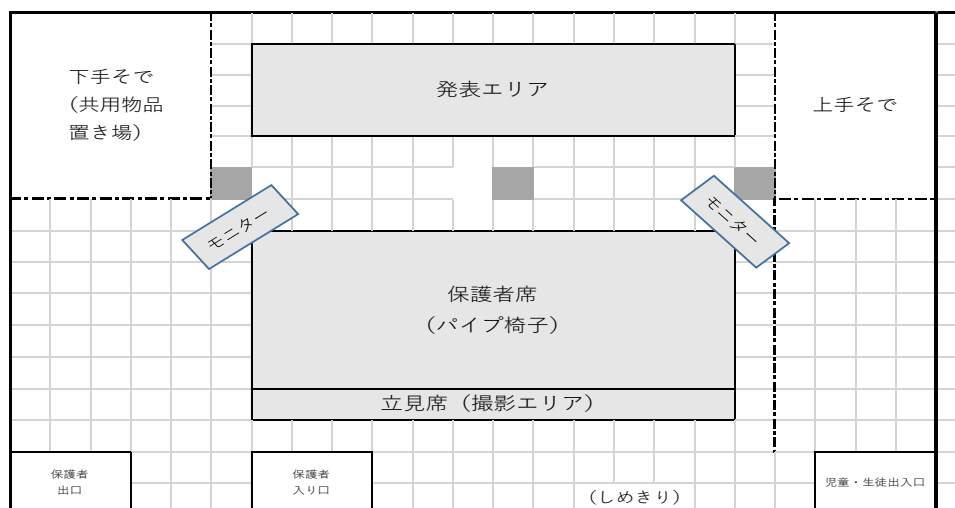 下手そで
(共用物品
置き場)
発表エリア
上手そで
モニター
モニター
保護者席
(パイプ椅子)
立見席(撮影エリア)
保護者
出口
保護者
入り口
(しめきり)
児童・生徒出入口